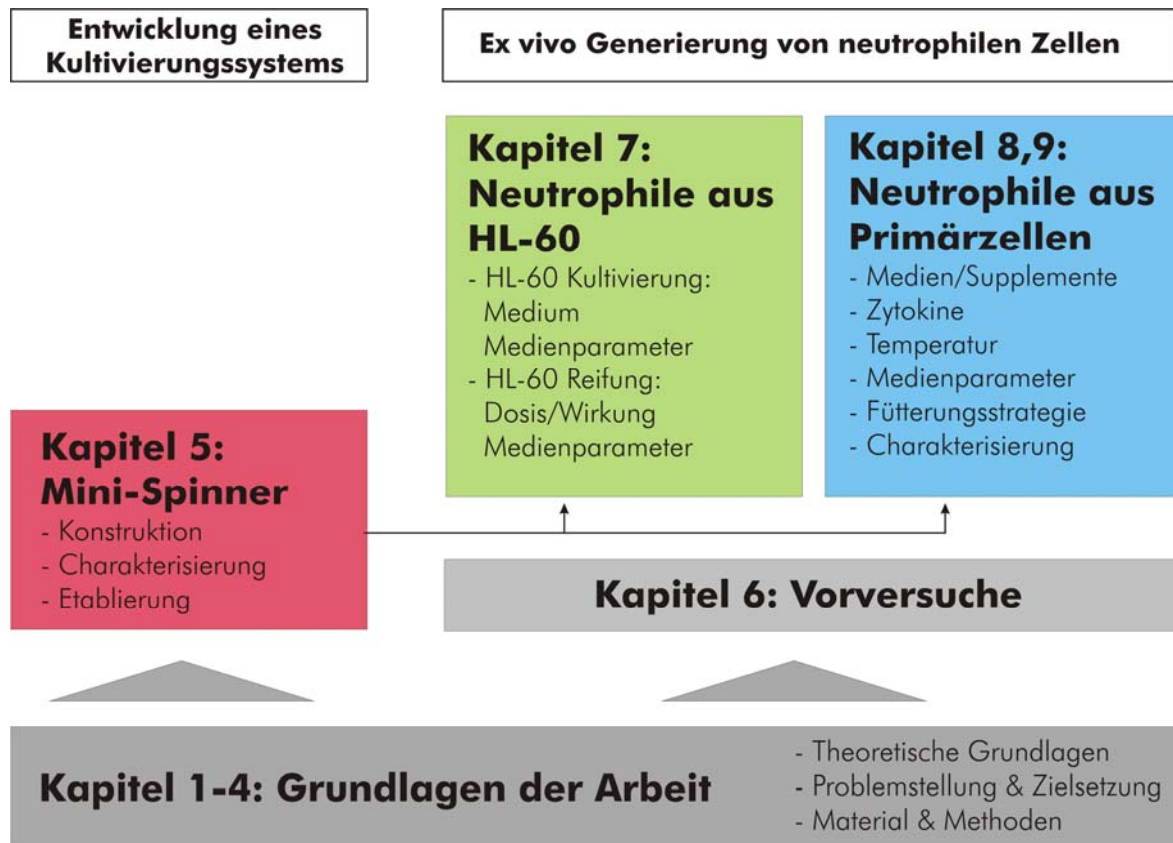 Entwicklung eines
Kultivierungssystems
Ex vivo Generierung von neutrophilen Zellen
Kapitel 7:
Neutrophile aus
HL-60
- HL-60 Kultivierung:
Medium
Medienparameter
- HL-60 Reifung:
Dosis/Wirkung
Medienparameter
Kapitel 8,9:
Neutrophile aus
Primärzellen
- Medien/Supplemente
- Zytokine
- Temperatur
- Medienparameter
- Fütterungsstrategie
- Charakterisierung
Kapitel 5:
Mini-Spinner
- Konstruktion
- Charakterisierung
- Etablierung
Kapitel 6: Vorversuche
Kapitel 1-4: Grundlagen der Arbeit
- Theoretische Grundlagen
- Problemstellung & Zielsetzung
- Material & Methoden